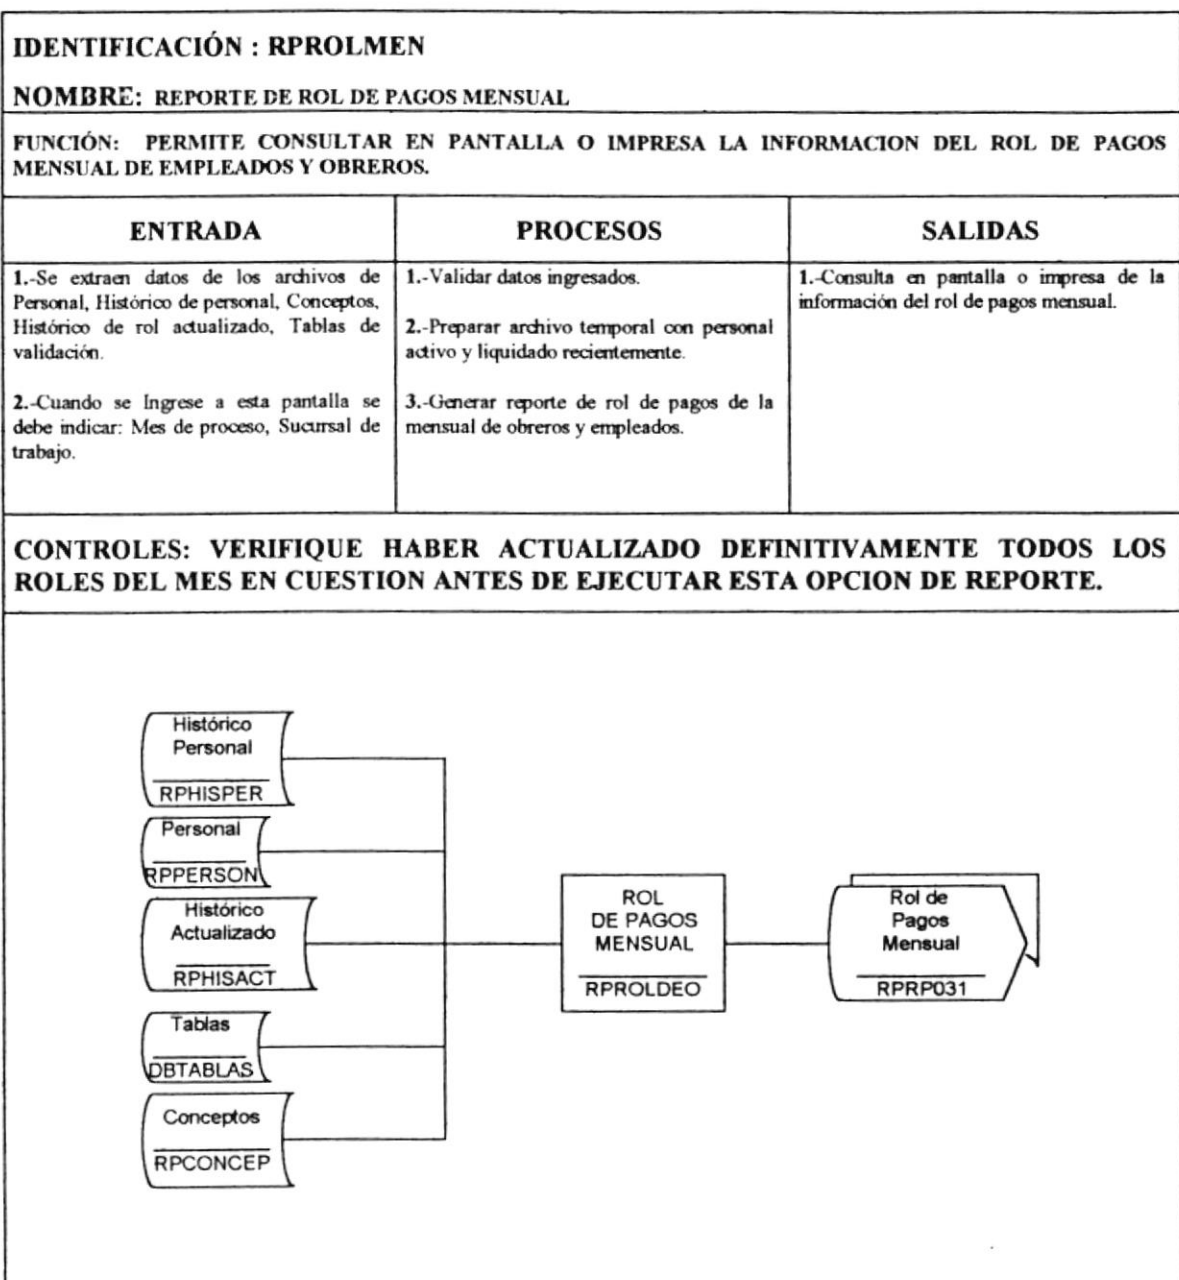 IDENTIFICACIÓN : RPROLMEN
NOMBRE: REPORTE DE ROL DE PAGOS MENSUAL
FUNCIÓN: PERMITE CONSULTAR EN PANTALLA O IMPRESA LA INFORMACION DEL ROL DE PAGOS
MENSUAL DE EMPLEADOS Y OBREROS.
ENTRADA
1.-Se extraen datos de los archivos de
Personal, Histórico de personal, Conceptos,
Histórico de rol actualizado, Tablas de
validación.
2.-Cuando se Ingrese a esta pantalla se
debe indicar: Mes de proceso, Sucursal de
trabajo.
PROCESOS
1.-Validar datos ingresados.
2.-Preparar archivo temporal con personal
activo y liquidado recientemente.
3.-Generar reporte de rol de pagos de la
mensual de obreros y empleados.
SALIDAS
1.-Consulta en pantalla o impresa de la
información del rol de pagos mensual.
CONTROLES: VERIFIQUE HABER ACTUALIZADO DEFINITIVAMENTE TODOS LOS
ROLES DEL MES EN CUESTION ANTES DE EJECUTAR ESTA OPCION DE REPORTE.
Histórico
Personal
RPHISPER
Personal
RPPERSON
Histórico
Actualizado
RPHISACT
Tablas
DBTABLAS
Conceptos
RPCONCEP
ROL
DE PAGOS
MENSUAL
RPROLDEO
Rol de
Pagos
Mensual
RPRP031